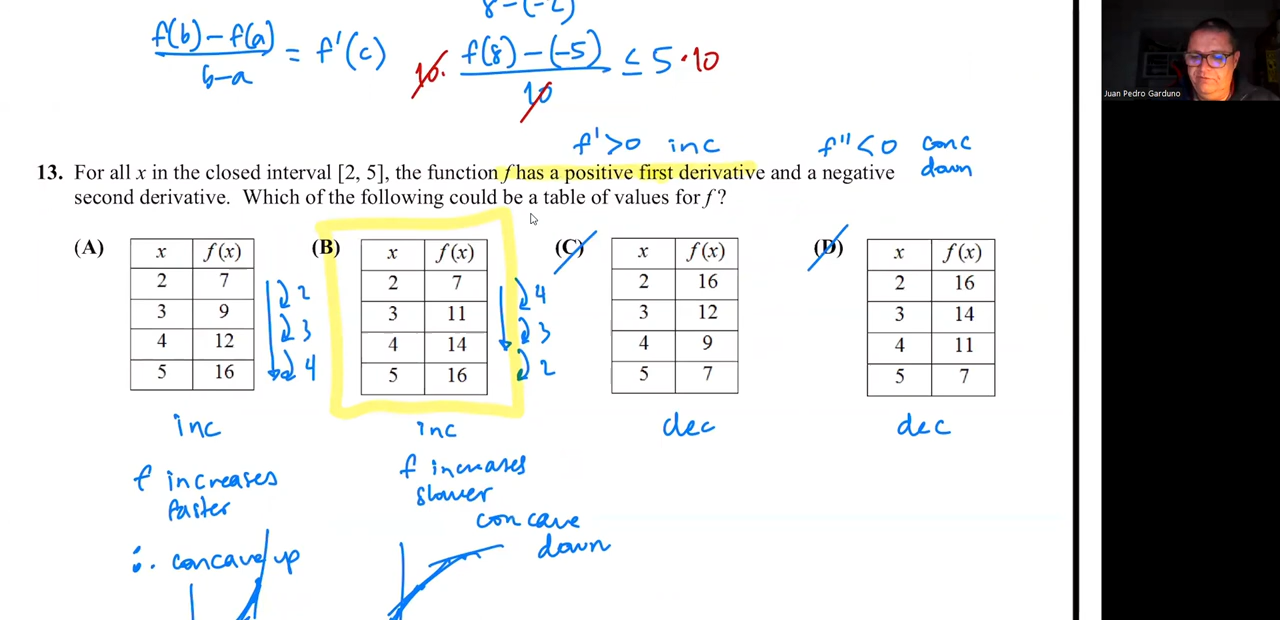 8-(-2)
f(b)-f(a) / b-a = f'(c) 10. f(8)-(-5) / 10 ≤ 5·10
f'>0 inc f"<0 conc down
13. For all x in the closed interval [2, 5], the function f has a positive first derivative and a negative
second derivative. Which of the following could be a table of values for f ?
(A)
x f(x)
2 7
3 9
4 12
5 16
2
3
4
(B)
x f(x)
2 7
3 11
4 14
5 16
4
3
2
(C)
x f(x)
2 16
3 12
4 9
5 7
(D)
x f(x)
2 16
3 14
4 11
5 7
inc inc dec dec
f increases
faster
∴ concave up
f increases
slower
concave
down
Juan Pedro Garduno